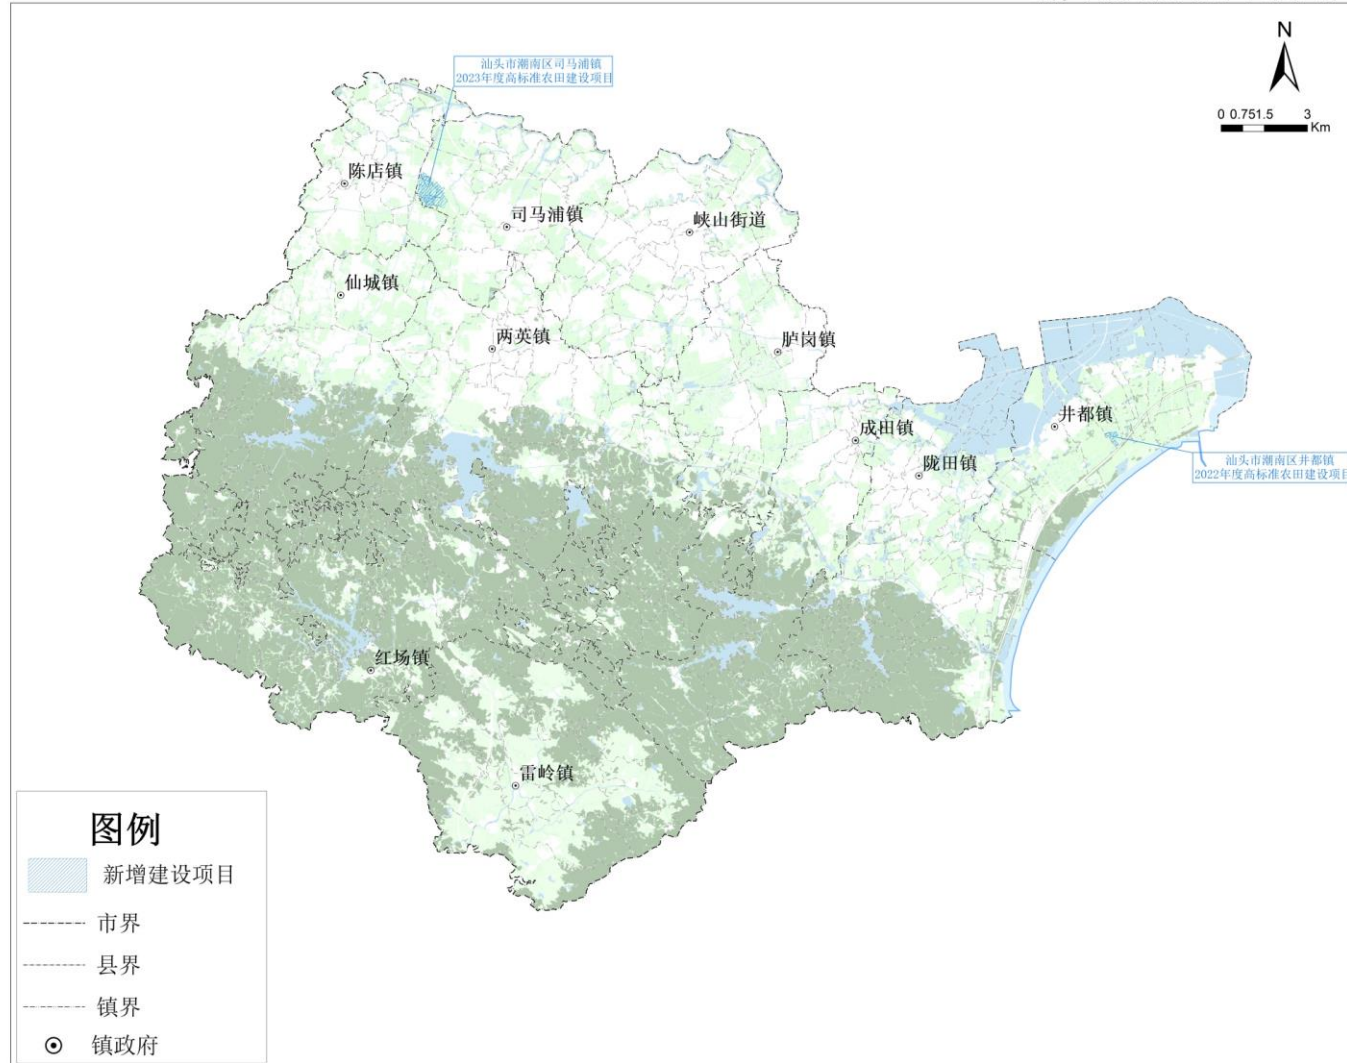 N
0 0.75 1.5 3
Km
汕头市潮南区司马浦镇
2023年度高标准农田建设项目
陈店镇
司马浦镇
峡山街道
仙城镇
两英镇
胪岗镇
井都镇
成田镇
陇田镇
汕头市潮南区井都镇
2022年度高标准农田建设项目
红场镇
雷岭镇
图例
新增建设项目
市界
县界
镇界
镇政府